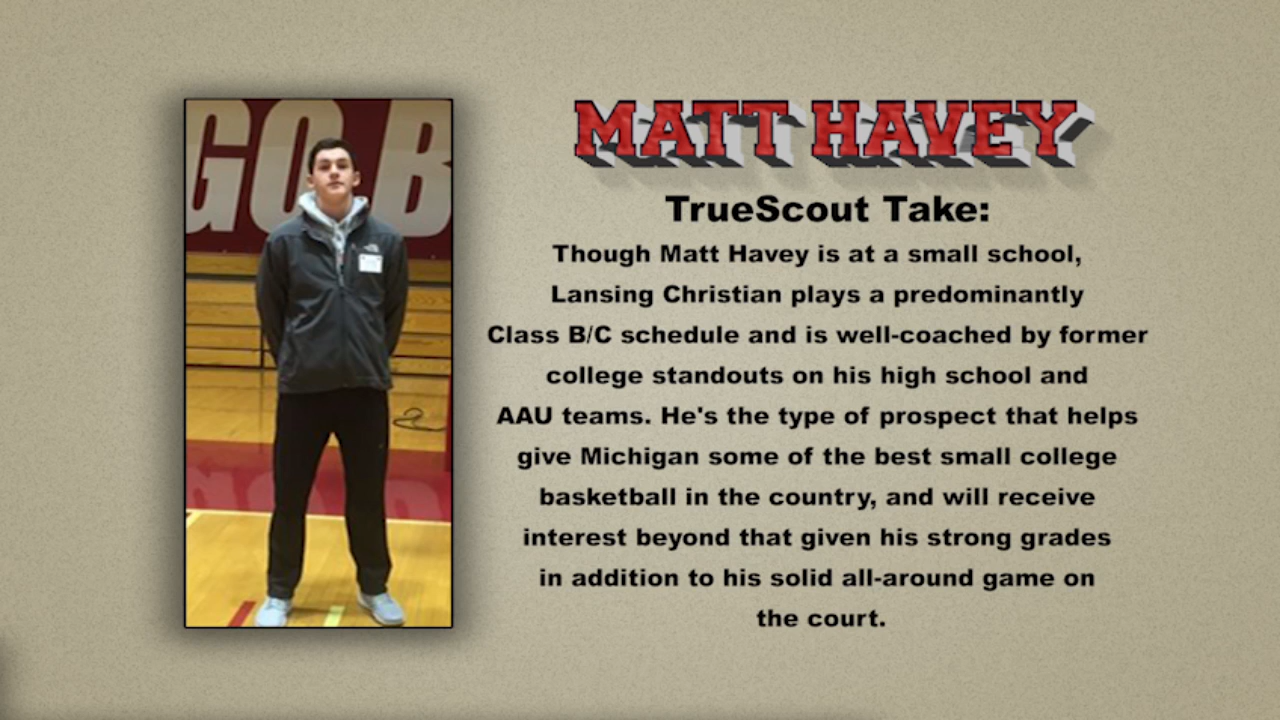 GO B
MATT HAVEY
TrueScout Take:
Though Matt Havey is at a small school,
Lansing Christian plays a predominantly
Class B/C schedule and is well-coached by former
college standouts on his high school and
AAU teams. He's the type of prospect that helps
give Michigan some of the best small college
basketball in the country, and will receive
interest beyond that given his strong grades
in addition to his solid all-around game on
the court.